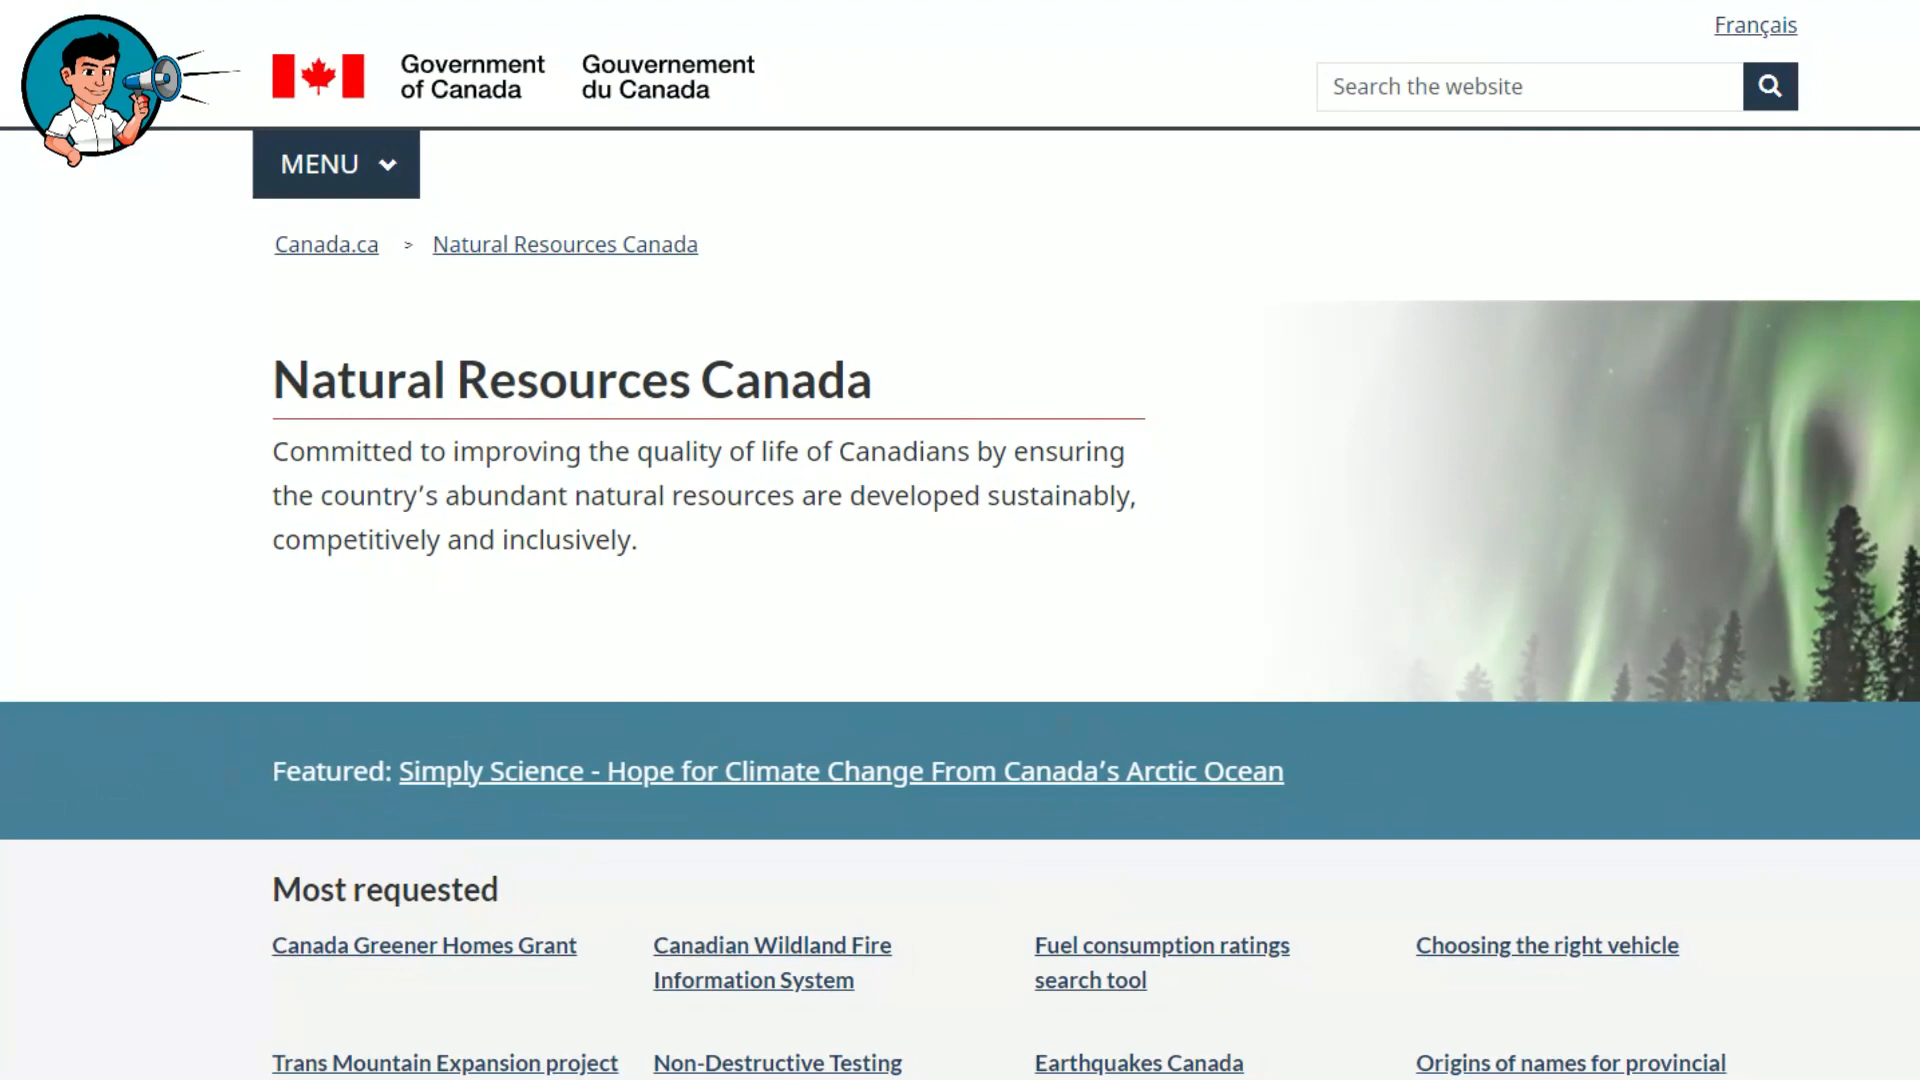 Français
Government
of Canada
Gouvernement
du Canada
Search the website
MENU
Canada.ca > Natural Resources Canada
Natural Resources Canada
Committed to improving the quality of life of Canadians by ensuring
the country’s abundant natural resources are developed sustainably,
competitively and inclusively.
Featured: Simply Science - Hope for Climate Change From Canada’s Arctic Ocean
Most requested
Canada Greener Homes Grant
Canadian Wildland Fire
Information System
Fuel consumption ratings
search tool
Choosing the right vehicle
Trans Mountain Expansion project
Non-Destructive Testing
Earthquakes Canada
Origins of names for provincial